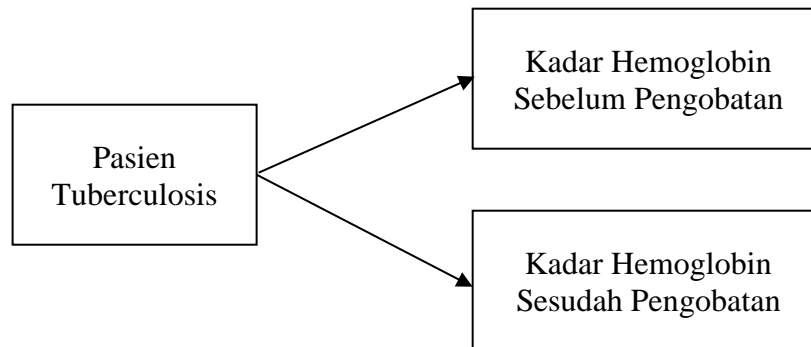 Kadar Hemoglobin
Sebelum Pengobatan
Pasien
Tuberculosis
Kadar Hemoglobin
Sesudah Pengobatan